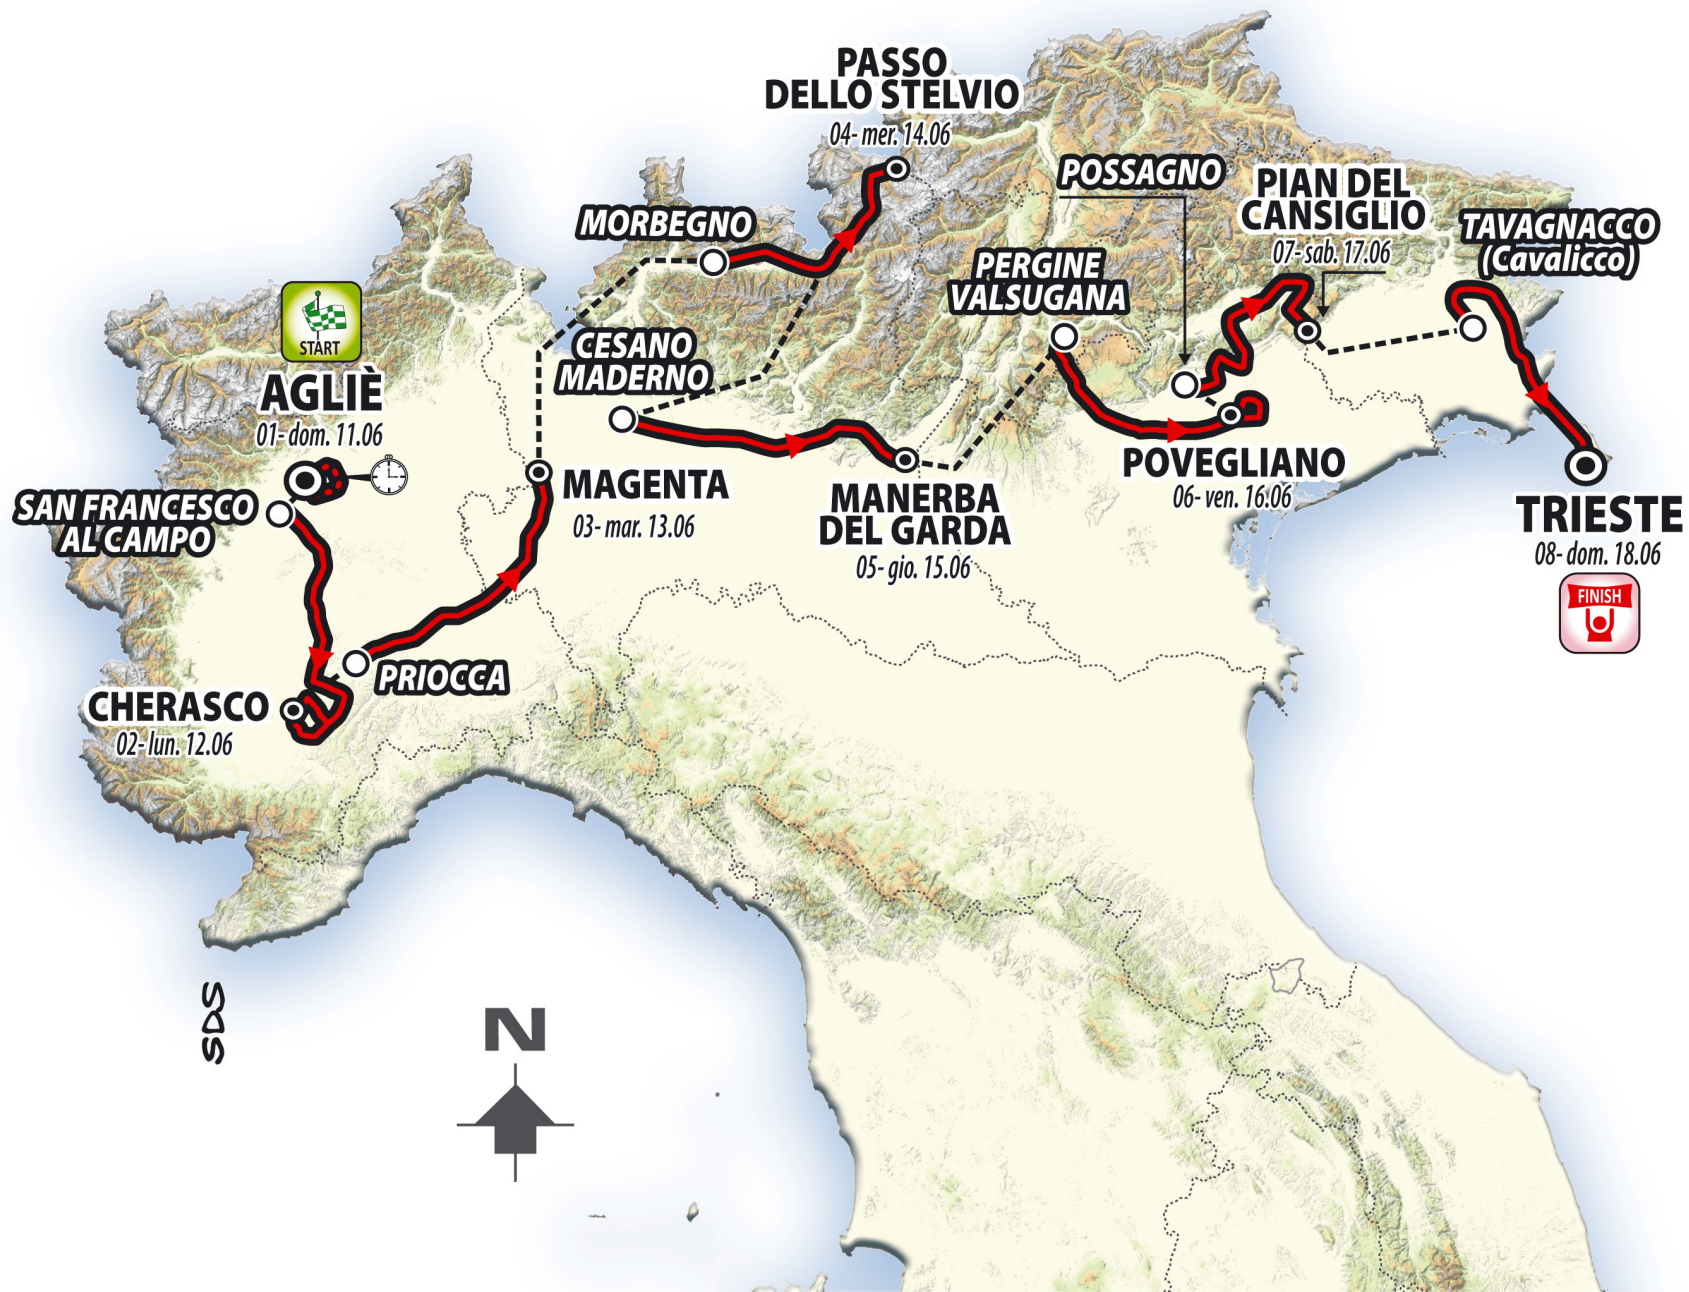 PASSO
DELLO STELVIO
04- mer. 14.06
POSSAGNO
PIAN DEL
CANSIGLIO
07- sab. 17.06
TAVAGNACCO
(Cavalicco)
MORBEGNO
PERGINE
VALSUGANA
START
AGLIÈ
01- dom. 11.06
CESANO
MADERNO
SAN FRANCESCO
AL CAMPO
MAGENTA
03- mar. 13.06
MANERBA
DEL GARDA
05- gio. 15.06
POVEGLIANO
06- ven. 16.06
TRIESTE
08- dom. 18.06
FINISH
PRIOCCA
CHERASCO
02- lun. 12.06
SDS
N